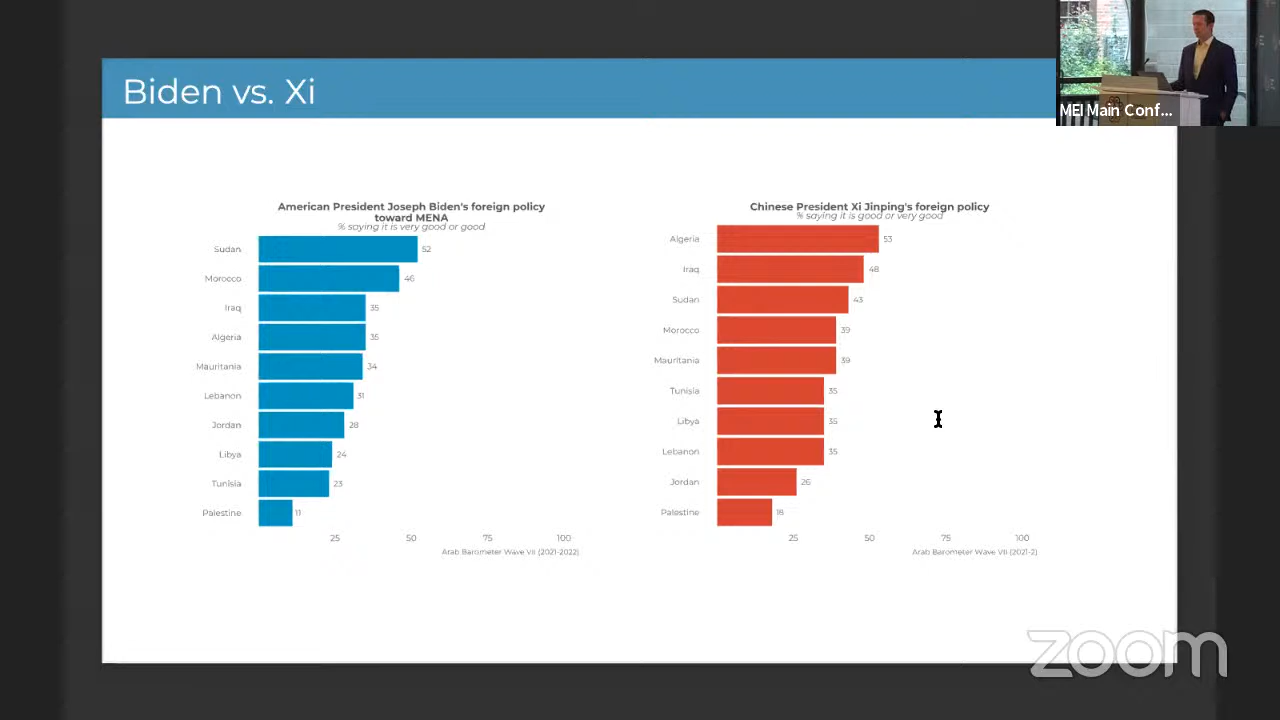 Biden vs. Xi
MEI Main Conf...
American President Joseph Biden's foreign policy
toward MENA
% saying it is very good or good
Sudan 52
Morocco 46
Iraq 35
Algeria 35
Mauritania 34
Lebanon 31
Jordan 28
Libya 24
Tunisia 23
Palestine 11
25 50 75 100
Arab Barometer Wave VII (2021-2022)
Chinese President Xi Jinping's foreign policy
% saying it is good or very good
Algeria 53
Iraq 48
Sudan 43
Morocco 39
Mauritania 39
Tunisia 35
Libya 35
Lebanon 35
Jordan 26
Palestine 18
25 50 75 100
Arab Barometer Wave VII (2021-2)
zoom